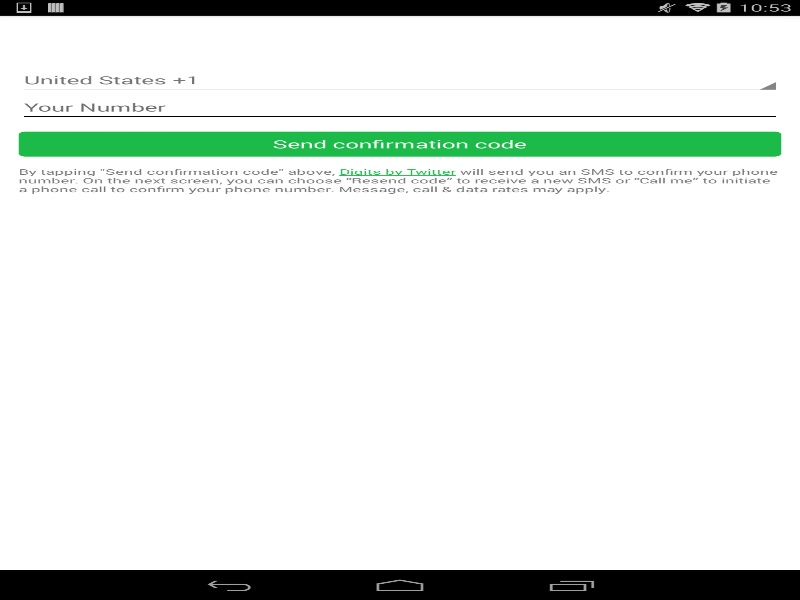 10:53
United States +1
Your Number
Send confirmation code
By tapping "Send confirmation code" above, Digits by Twitter will send you an SMS to confirm your phone
number. On the next screen, you can choose "Resend code" to receive a new SMS or "Call me" to initiate
a phone call to confirm your phone number. Message, call & data rates may apply.